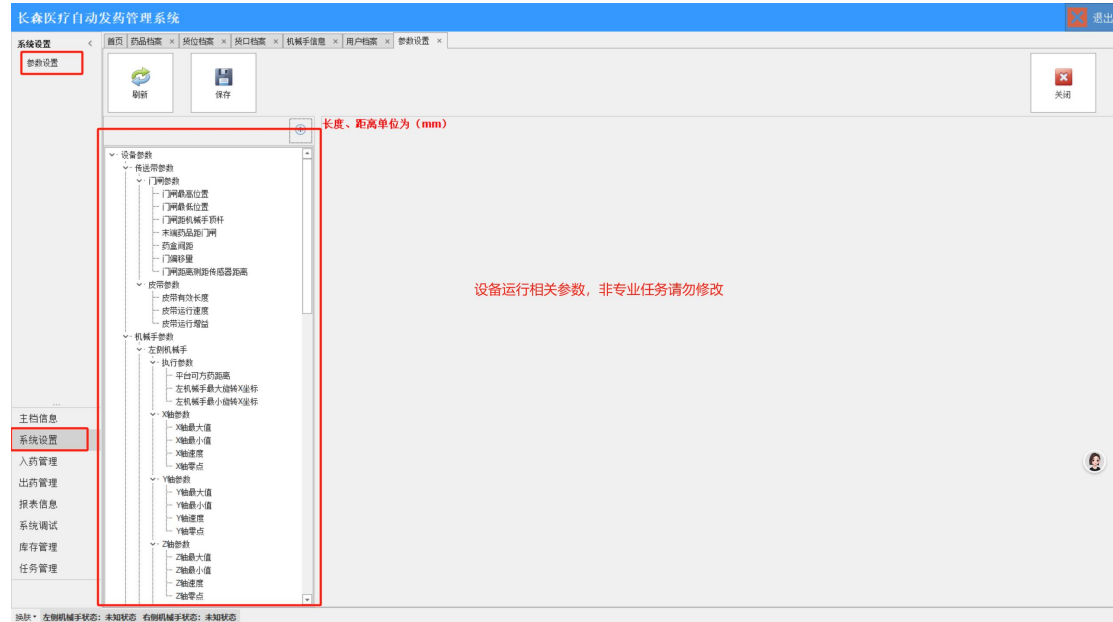 长森医疗自动发药管理系统
退出
系统设置
首页 药品档案 × 货位档案 × 货口档案 × 机械手信息 × 用户档案 × 参数设置 ×
参数设置
刷新
保存
关闭
长度、距离单位为（mm）
设备参数
传送带参数
门闸参数
门闸最高位置
门闸最低位置
门闸距机械手顶杆
末端药品距门闸
药盒间距
门偏移量
门闸距离测距传感器距离
皮带参数
皮带有效长度
皮带运行速度
皮带运行增益
机械手参数
左侧机械手
执行参数
平台可方药距离
左机械手最大旋转X坐标
左机械手最小旋转X坐标
X轴参数
X轴最大值
X轴最小值
X轴速度
X轴零点
Y轴参数
Y轴最大值
Y轴最小值
Y轴速度
Y轴零点
Z轴参数
Z轴最大值
Z轴最小值
Z轴速度
Z轴零点
设备运行相关参数，非专业任务请勿修改
主档信息
系统设置
入药管理
出药管理
报表信息
系统调试
库存管理
任务管理
换肤 左侧机械手状态：未知状态 右侧机械手状态：未知状态